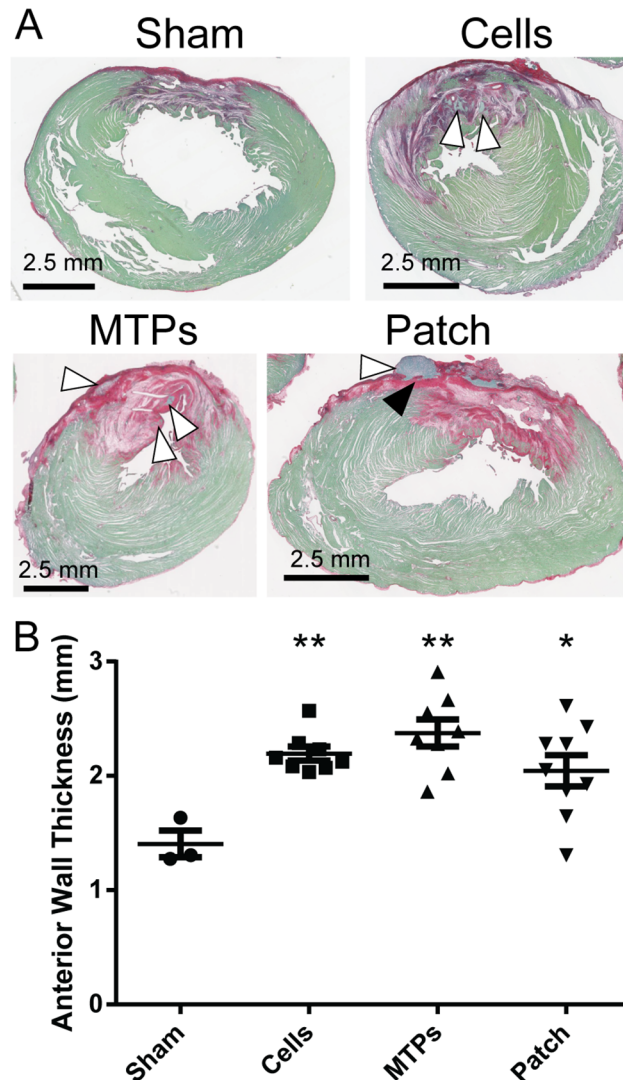 A
Sham
Cells
2.5 mm
2.5 mm
MTPs
Patch
2.5 mm
2.5 mm
B
** ** *
Anterior Wall Thickness (mm)
3
2
1
0
Sham
Cells
MTPs
Patch